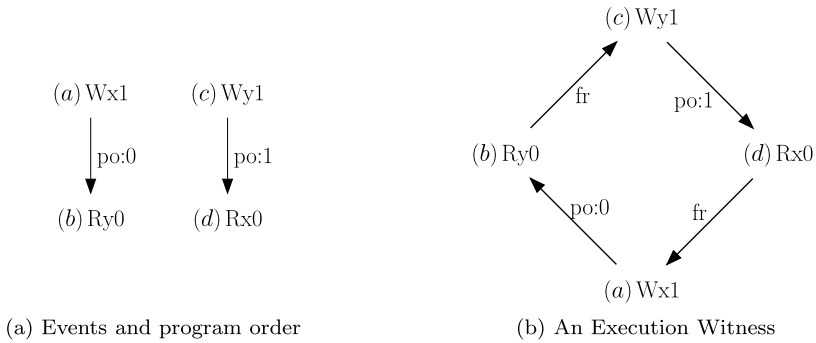 (c) Wy1
(a) Wx1 (c) Wy1
fr po:1
po:0 po:1
(b) Ry0 (d) Rx0
(b) Ry0 (d) Rx0
po:0 fr
(a) Wx1
(a) Events and program order (b) An Execution Witness